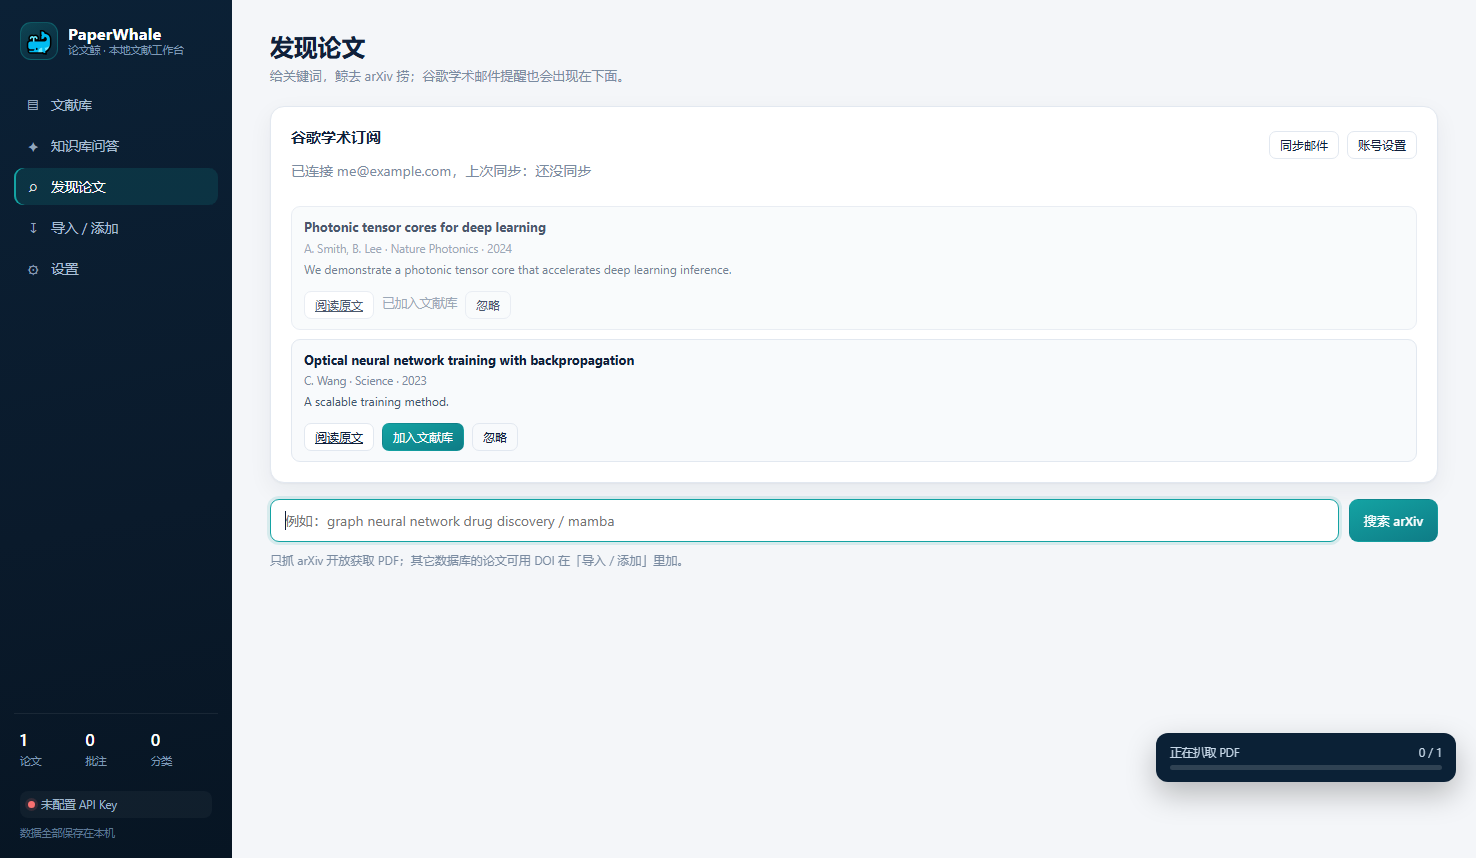 PaperWhale
论文鲸 · 本地文献工作台
文献库
知识库问答
发现论文
导入 / 添加
设置
1
论文
0
批注
0
分类
未配置 API Key
数据全部保存在本机
发现论文
给关键词，鲸去 arXiv 捞；谷歌学术邮件提醒也会出现在下面。
谷歌学术订阅
同步邮件
账号设置
已连接 me@example.com，上次同步：还没同步
Photonic tensor cores for deep learning
A. Smith, B. Lee · Nature Photonics · 2024
We demonstrate a photonic tensor core that accelerates deep learning inference.
阅读原文 已加入文献库 忽略
Optical neural network training with backpropagation
C. Wang · Science · 2023
A scalable training method.
阅读原文 加入文献库 忽略
例如：graph neural network drug discovery / mamba
搜索 arXiv
只抓 arXiv 开放获取 PDF；其它数据库的论文可用 DOI 在「导入 / 添加」里加。
正在扒取 PDF 0 / 1